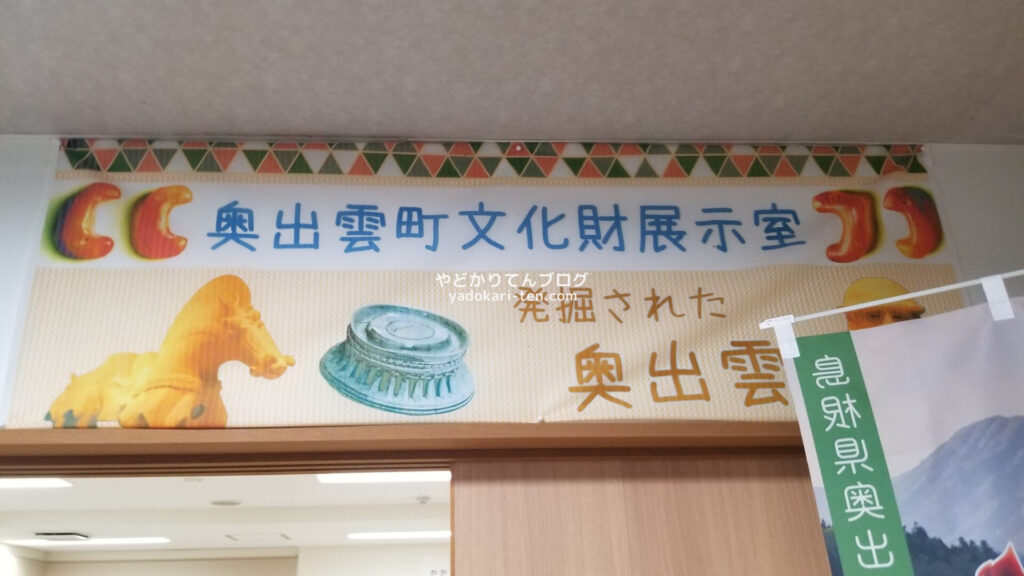 奥出雲町文化財展示室
やどかりてんブログ
yadokari-ten.com
発掘された
奥出雲
島根県奥出